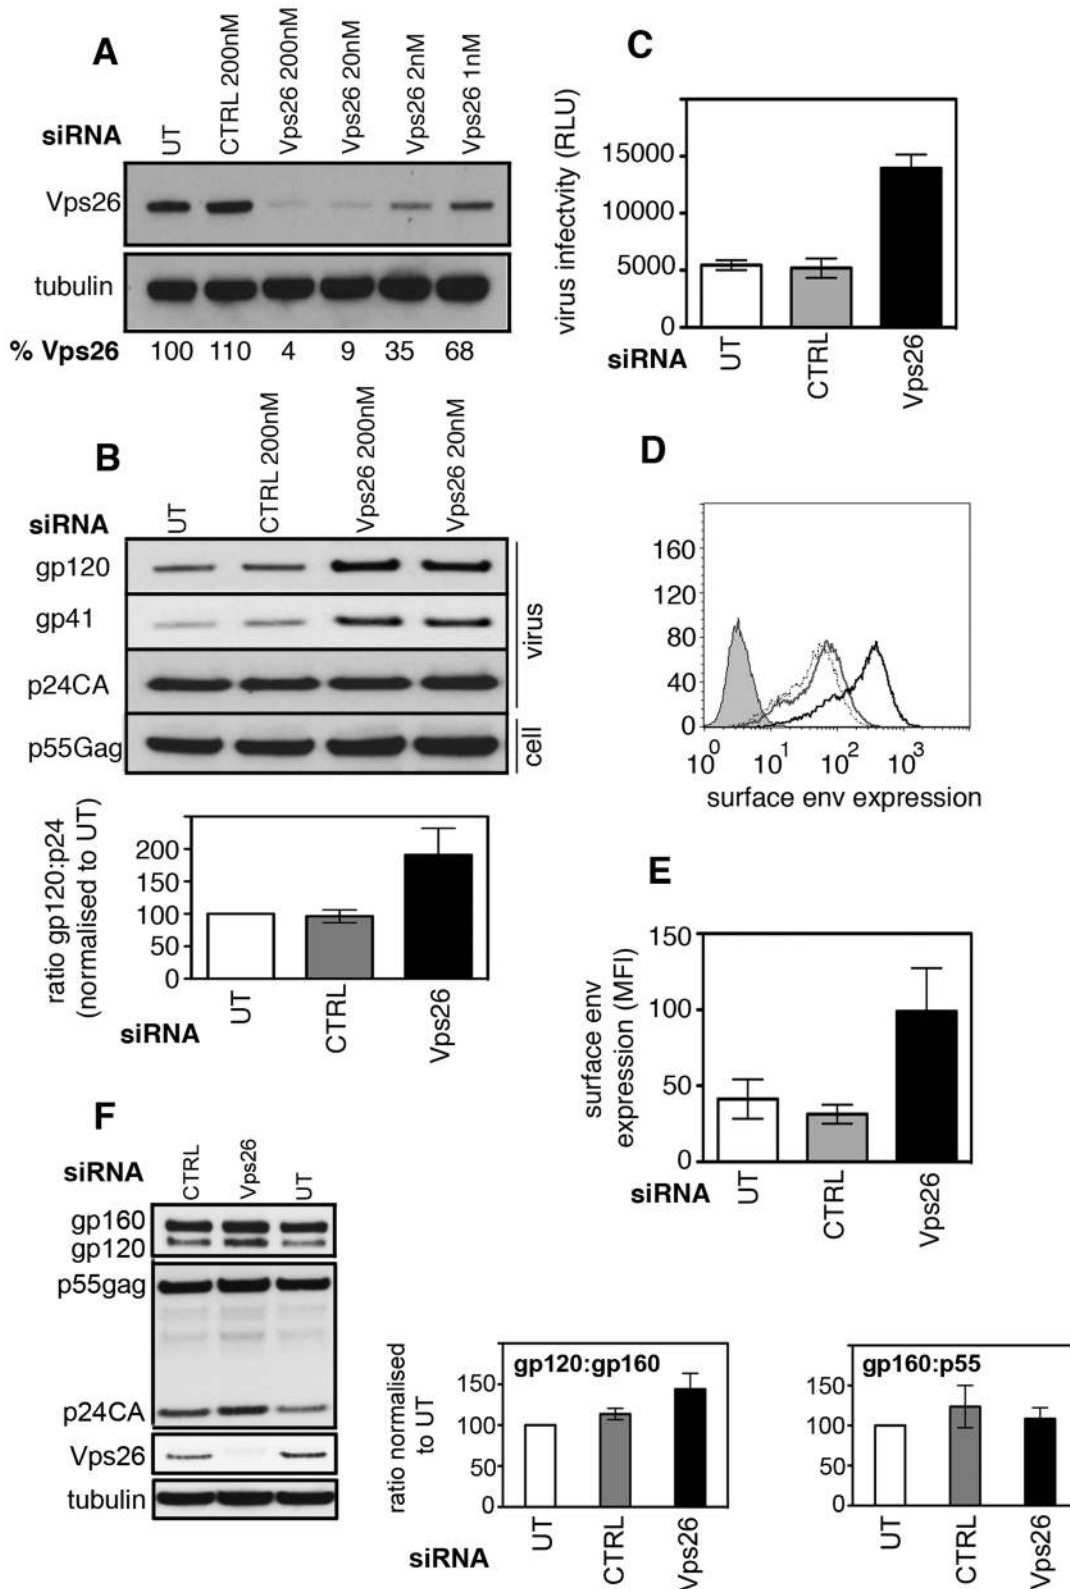 A
siRNA
UT
CTRL 200nM
Vps26 200nM
Vps26 20nM
Vps26 2nM
Vps26 1nM
Vps26
tubulin
% Vps26 100 110 4 9 35 68
B
siRNA
UT
CTRL 200nM
Vps26 200nM
Vps26 20nM
gp120
gp41
p24CA
p55Gag
virus
cell
ratio gp120:p24
(normalised to UT)
200
150
100
50
0
siRNA
UT
CTRL
Vps26
C
virus infectvity (RLU)
15000
10000
5000
0
siRNA
UT
CTRL
Vps26
D
160
120
80
40
0
10^0 10^1 10^2 10^3
surface env expression
E
surface env
expression (MFI)
150
100
50
0
siRNA
UT
CTRL
Vps26
F
siRNA
CTRL
Vps26
UT
gp160
gp120
p55gag
p24CA
Vps26
tubulin
ratio normalised
to UT
gp120:gp160
150
100
50
0
siRNA
UT
CTRL
Vps26
gp160:p55
150
100
50
0
UT
CTRL
Vps26